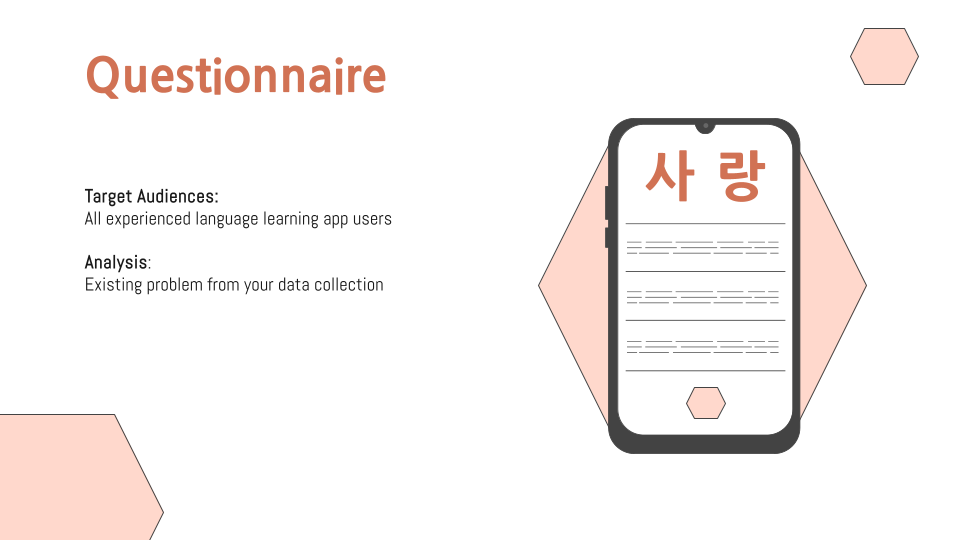 Questionnaire
Target Audiences:
All experienced language learning app users
Analysis:
Existing problem from your data collection
사 랑